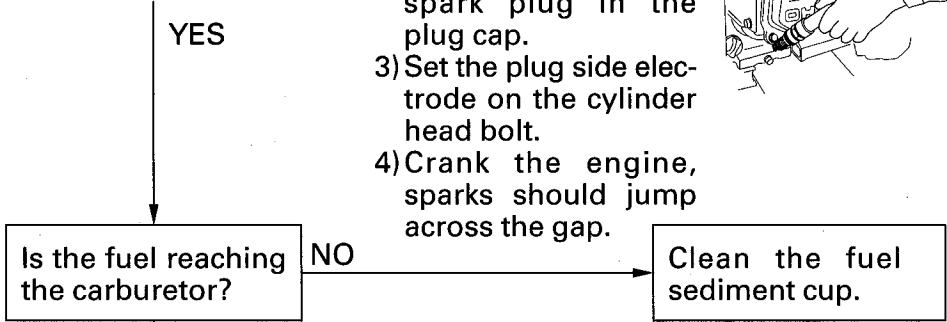 spark plug in the
plug cap.
YES
3) Set the plug side elec-
trode on the cylinder
head bolt.
4) Crank the engine,
sparks should jump
across the gap.
Is the fuel reaching
the carburetor?
NO
Clean the fuel
sediment cup.